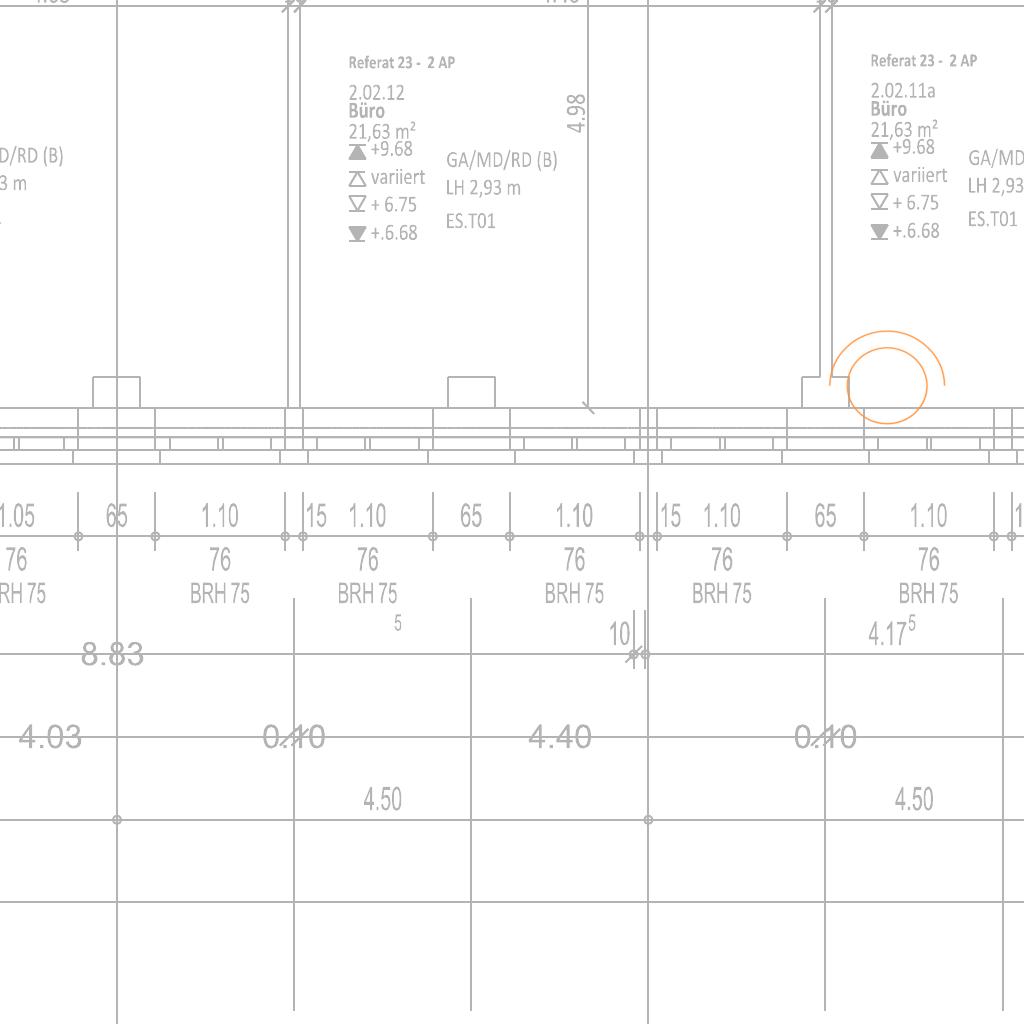 Referat 23 - 2 AP
2.02.12
Büro
21,63 m²
+9.68
variiert
+ 6.75
+.6.68
GA/MD/RD (B)
LH 2,93 m
ES.T01
4.98
Referat 23 - 2 AP
2.02.11a
Büro
21,63 m²
+9.68
variiert
+ 6.75
+.6.68
GA/MD
LH 2,93
ES.T01
D/RD (B)
3 m
1.05 65 1.10 15 1.10 65 1.10 15 1.10 65 1.10 1
76 76 76 76 76 76
RH 75 BRH 75 BRH 75 BRH 75 BRH 75 BRH 75
5
10
4.17⁵
8.83
4.03 0.10 4.40 0.10
4.50 4.50